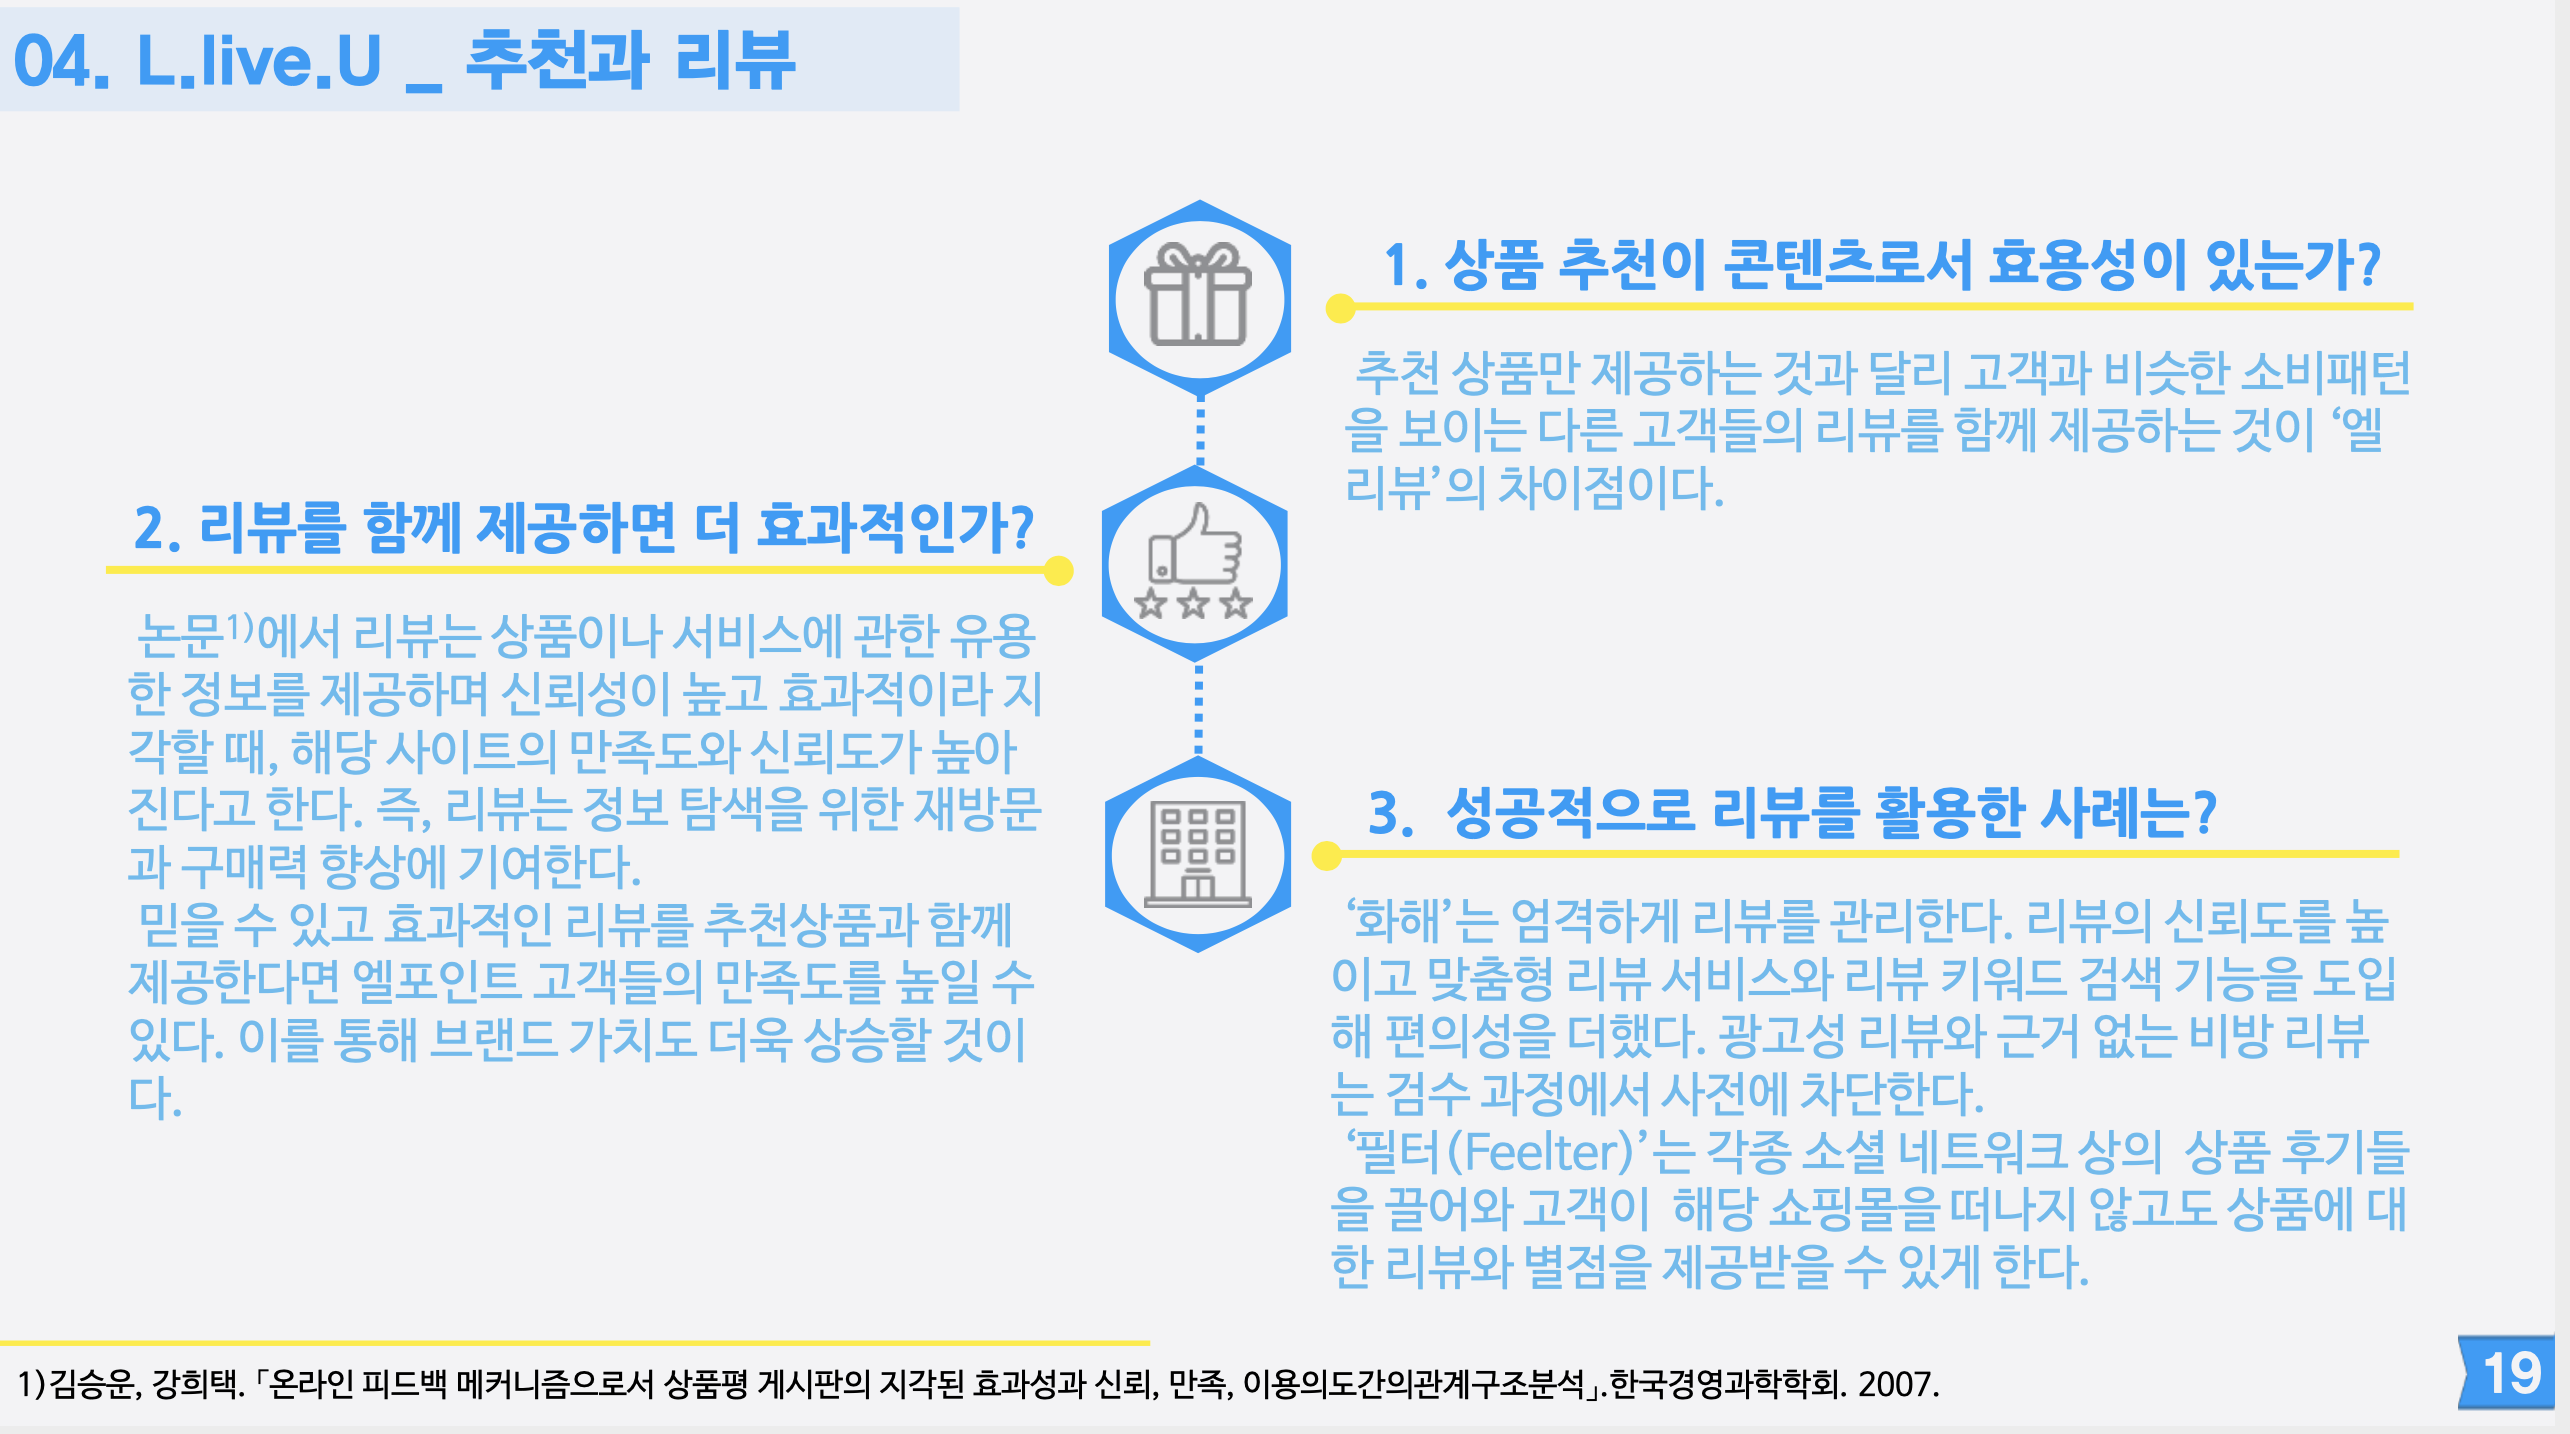 04. L.live.U _ 추천과 리뷰
1. 상품 추천이 콘텐츠로서 효용성이 있는가?
추천 상품만 제공하는 것과 달리 고객과 비슷한 소비패턴
을 보이는 다른 고객들의 리뷰를 함께 제공하는 것이 ‘엘
리뷰’의 차이점이다.
2. 리뷰를 함께 제공하면 더 효과적인가?
논문1)에서 리뷰는 상품이나 서비스에 관한 유용
한 정보를 제공하며 신뢰성이 높고 효과적이라 지
각할 때, 해당 사이트의 만족도와 신뢰도가 높아
진다고 한다. 즉, 리뷰는 정보 탐색을 위한 재방문
과 구매력 향상에 기여한다.
믿을 수 있고 효과적인 리뷰를 추천상품과 함께
제공한다면 엘포인트 고객들의 만족도를 높일 수
있다. 이를 통해 브랜드 가치도 더욱 상승할 것이
다.
3. 성공적으로 리뷰를 활용한 사례는?
‘화해’는 엄격하게 리뷰를 관리한다. 리뷰의 신뢰도를 높
이고 맞춤형 리뷰 서비스와 리뷰 키워드 검색 기능을 도입
해 편의성을 더했다. 광고성 리뷰와 근거 없는 비방 리뷰
는 검수 과정에서 사전에 차단한다.
‘필터(Feelter)’는 각종 소셜 네트워크 상의 상품 후기들
을 끌어와 고객이 해당 쇼핑몰을 떠나지 않고도 상품에 대
한 리뷰와 별점을 제공받을 수 있게 한다.
1)김승운, 강희택. ｢온라인 피드백 메커니즘으로서 상품평 게시판의 지각된 효과성과 신뢰, 만족, 이용의도간의관계구조분석｣.한국경영과학학회. 2007.
19